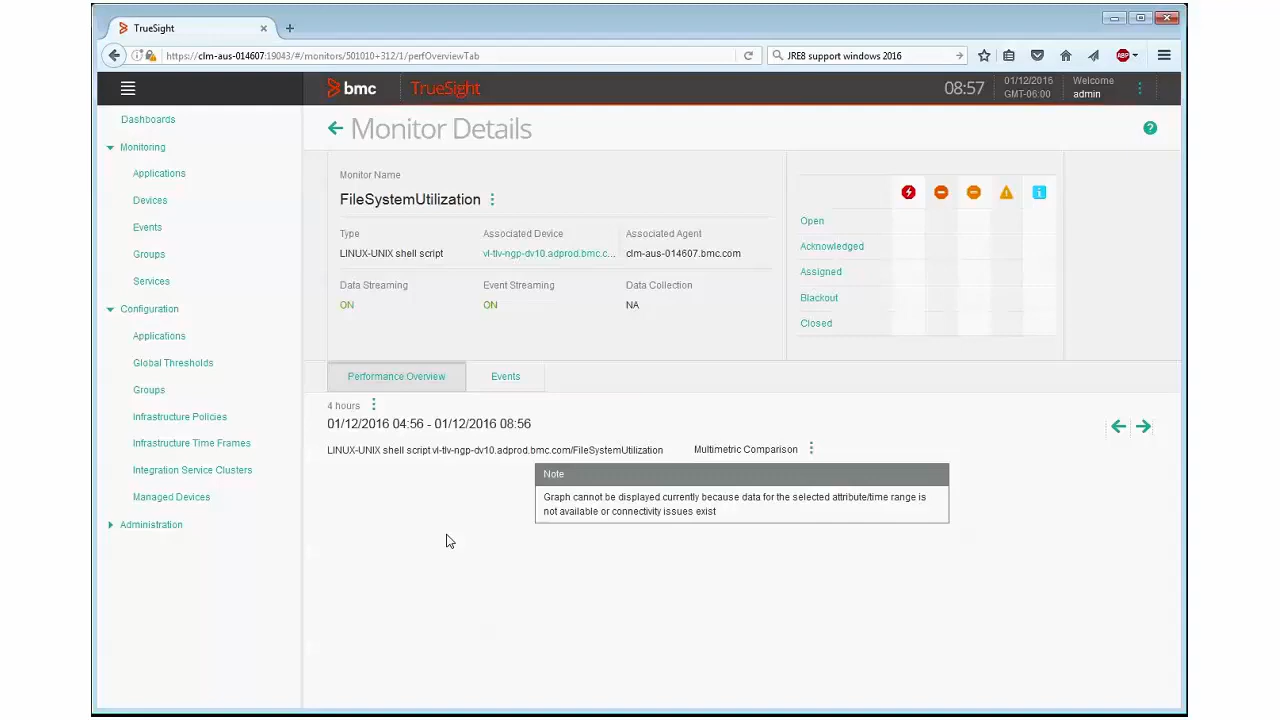 TrueSight
https://clm-aus-014607:19043/#/monitors/501010+312/1/perfOverviewTab
JRE8 support windows 2016
ABP
bmc
TrueSight
08:57
01/12/2016
GMT-06:00
Welcome
admin
Dashboards
Monitoring
Applications
Devices
Events
Groups
Services
Configuration
Applications
Global Thresholds
Groups
Infrastructure Policies
Infrastructure Time Frames
Integration Service Clusters
Managed Devices
Administration
Monitor Details
Monitor Name
FileSystemUtilization
Type
Associated Device
Associated Agent
LINUX-UNIX shell script
vl-tlv-ngp-dv10.adprod.bmc.c...
clm-aus-014607.bmc.com
Data Streaming
Event Streaming
Data Collection
ON
ON
NA
Open
Acknowledged
Assigned
Blackout
Closed
Performance Overview
Events
4 hours
01/12/2016 04:56 - 01/12/2016 08:56
LINUX-UNIX shell script vl-tlv-ngp-dv10.adprod.bmc.com/FileSystemUtilization
Multimetric Comparison
Note
Graph cannot be displayed currently because data for the selected attribute/time range is
not available or connectivity issues exist